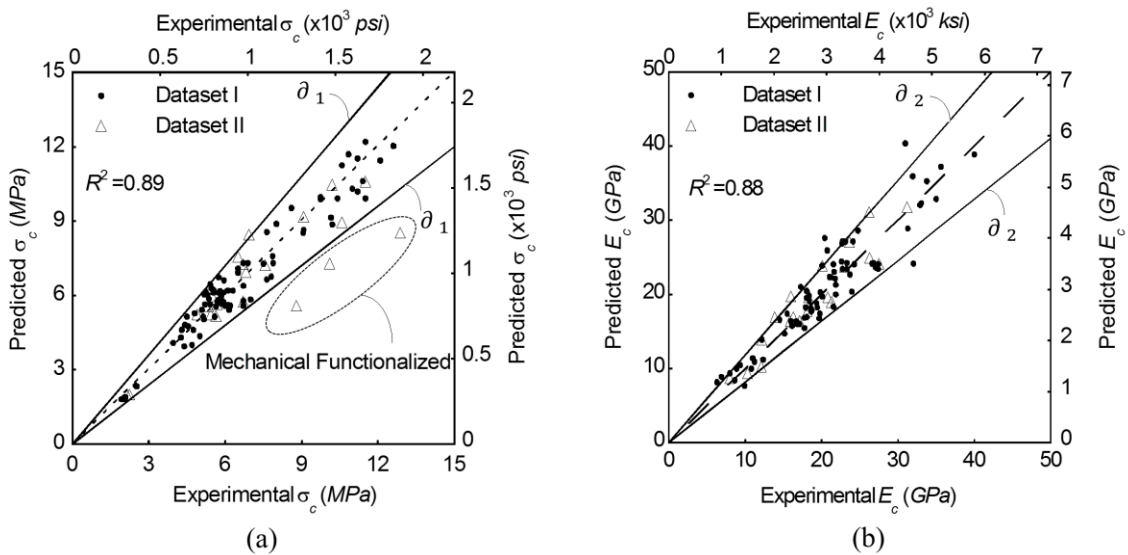 Experimental σc (x10³ psi)
0 0.5 1 1.5 2
15
12
9
6
3
0
Predicted σc (MPa)
Dataset I
Dataset II
R²=0.89
∂ 1
∂ 1
Mechanical Functionalized
2
1.5
1
0.5
0
Predicted σc (x10³ psi)
0 3 6 9 12 15
Experimental σc (MPa)
(a)
Experimental Ec (x10³ ksi)
0 1 2 3 4 5 6 7
50
40
30
20
10
0
Predicted Ec (GPa)
Dataset I
Dataset II
R²=0.88
∂ 2
∂ 2
7
6
5
4
3
2
1
0
Predicted Ec (GPa)
0 10 20 30 40 50
Experimental Ec (GPa)
(b)